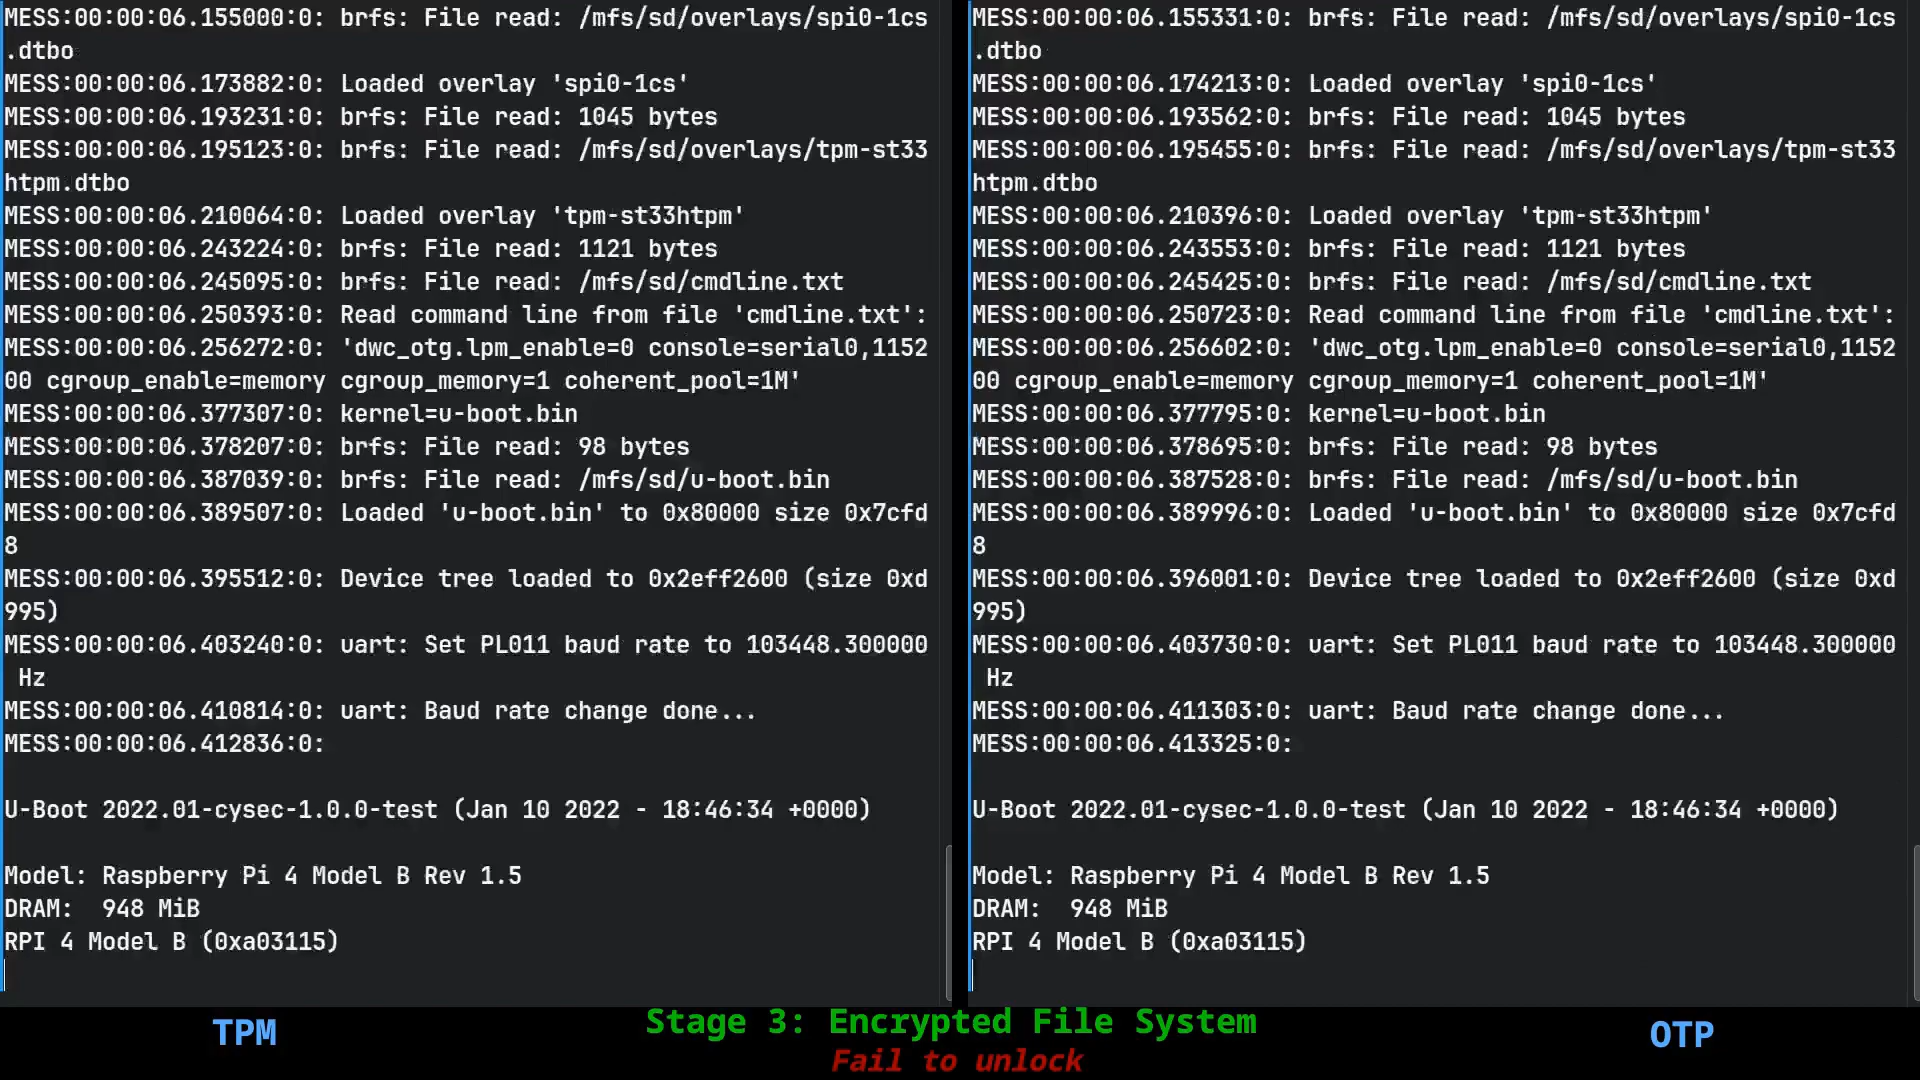 MESS:00:00:06.155000:0: brfs: File read: /mfs/sd/overlays/spi0-1cs
.dtbo
MESS:00:00:06.173882:0: Loaded overlay 'spi0-1cs'
MESS:00:00:06.193231:0: brfs: File read: 1045 bytes
MESS:00:00:06.195123:0: brfs: File read: /mfs/sd/overlays/tpm-st33
htpm.dtbo
MESS:00:00:06.210064:0: Loaded overlay 'tpm-st33htpm'
MESS:00:00:06.243224:0: brfs: File read: 1121 bytes
MESS:00:00:06.245095:0: brfs: File read: /mfs/sd/cmdline.txt
MESS:00:00:06.250393:0: Read command line from file 'cmdline.txt':
MESS:00:00:06.256272:0: 'dwc_otg.lpm_enable=0 console=serial0,1152
00 cgroup_enable=memory cgroup_memory=1 coherent_pool=1M'
MESS:00:00:06.377307:0: kernel=u-boot.bin
MESS:00:00:06.378207:0: brfs: File read: 98 bytes
MESS:00:00:06.387039:0: brfs: File read: /mfs/sd/u-boot.bin
MESS:00:00:06.389507:0: Loaded 'u-boot.bin' to 0x80000 size 0x7cfd
8
MESS:00:00:06.395512:0: Device tree loaded to 0x2eff2600 (size 0xd
995)
MESS:00:00:06.403240:0: uart: Set PL011 baud rate to 103448.300000
 Hz
MESS:00:00:06.410814:0: uart: Baud rate change done...
MESS:00:00:06.412836:0:
U-Boot 2022.01-cysec-1.0.0-test (Jan 10 2022 - 18:46:34 +0000)
Model: Raspberry Pi 4 Model B Rev 1.5
DRAM:  948 MiB
RPI 4 Model B (0xa03115)
MESS:00:00:06.155331:0: brfs: File read: /mfs/sd/overlays/spi0-1cs
.dtbo
MESS:00:00:06.174213:0: Loaded overlay 'spi0-1cs'
MESS:00:00:06.193562:0: brfs: File read: 1045 bytes
MESS:00:00:06.195455:0: brfs: File read: /mfs/sd/overlays/tpm-st33
htpm.dtbo
MESS:00:00:06.210396:0: Loaded overlay 'tpm-st33htpm'
MESS:00:00:06.243553:0: brfs: File read: 1121 bytes
MESS:00:00:06.245425:0: brfs: File read: /mfs/sd/cmdline.txt
MESS:00:00:06.250723:0: Read command line from file 'cmdline.txt':
MESS:00:00:06.256602:0: 'dwc_otg.lpm_enable=0 console=serial0,1152
00 cgroup_enable=memory cgroup_memory=1 coherent_pool=1M'
MESS:00:00:06.377795:0: kernel=u-boot.bin
MESS:00:00:06.378695:0: brfs: File read: 98 bytes
MESS:00:00:06.387528:0: brfs: File read: /mfs/sd/u-boot.bin
MESS:00:00:06.389996:0: Loaded 'u-boot.bin' to 0x80000 size 0x7cfd
8
MESS:00:00:06.396001:0: Device tree loaded to 0x2eff2600 (size 0xd
995)
MESS:00:00:06.403730:0: uart: Set PL011 baud rate to 103448.300000
 Hz
MESS:00:00:06.411303:0: uart: Baud rate change done...
MESS:00:00:06.413325:0:
U-Boot 2022.01-cysec-1.0.0-test (Jan 10 2022 - 18:46:34 +0000)
Model: Raspberry Pi 4 Model B Rev 1.5
DRAM:  948 MiB
RPI 4 Model B (0xa03115)
TPM
Stage 3: Encrypted File System
Fail to unlock
OTP